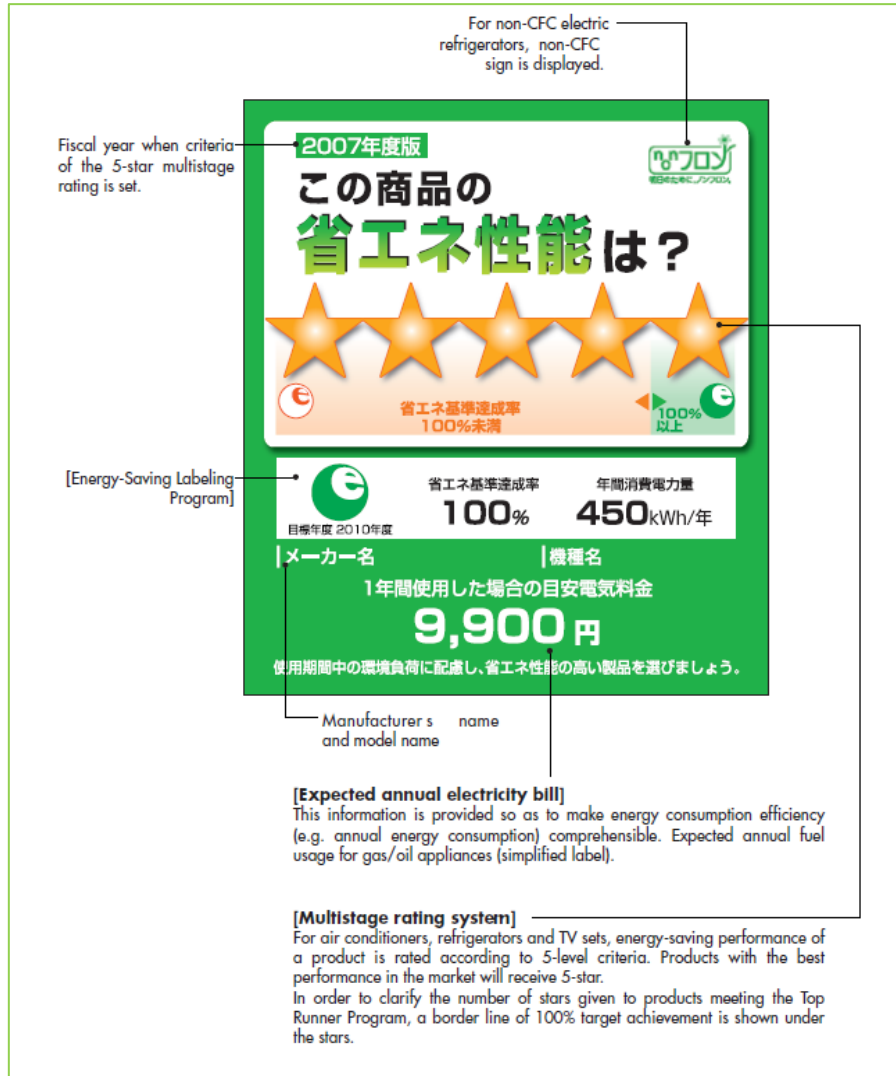 For non-CFC electric
refrigerators, non-CFC
sign is displayed.
Fiscal year when criteria
of the 5-star multistage
rating is set.
2007年度版
ノンフロン
明日のために、ノンフロン。
この商品の
省エネ性能は?
e
省エネ基準達成率
100%未満
100%
以上
e
[Energy-Saving Labeling
Program]
e
目標年度 2010年度
省エネ基準達成率
100%
年間消費電力量
450kWh/年
メーカー名
機種名
1年間使用した場合の目安電気料金
9,900円
使用期間中の環境負荷に配慮し、省エネ性能の高い製品を選びましょう。
Manufacturer s name
and model name
[Expected annual electricity bill]
This information is provided so as to make energy consumption efficiency
(e.g. annual energy consumption) comprehensible. Expected annual fuel
usage for gas/oil appliances (simplified label).
[Multistage rating system]
For air conditioners, refrigerators and TV sets, energy-saving performance of
a product is rated according to 5-level criteria. Products with the best
performance in the market will receive 5-star.
In order to clarify the number of stars given to products meeting the Top
Runner Program, a border line of 100% target achievement is shown under
the stars.